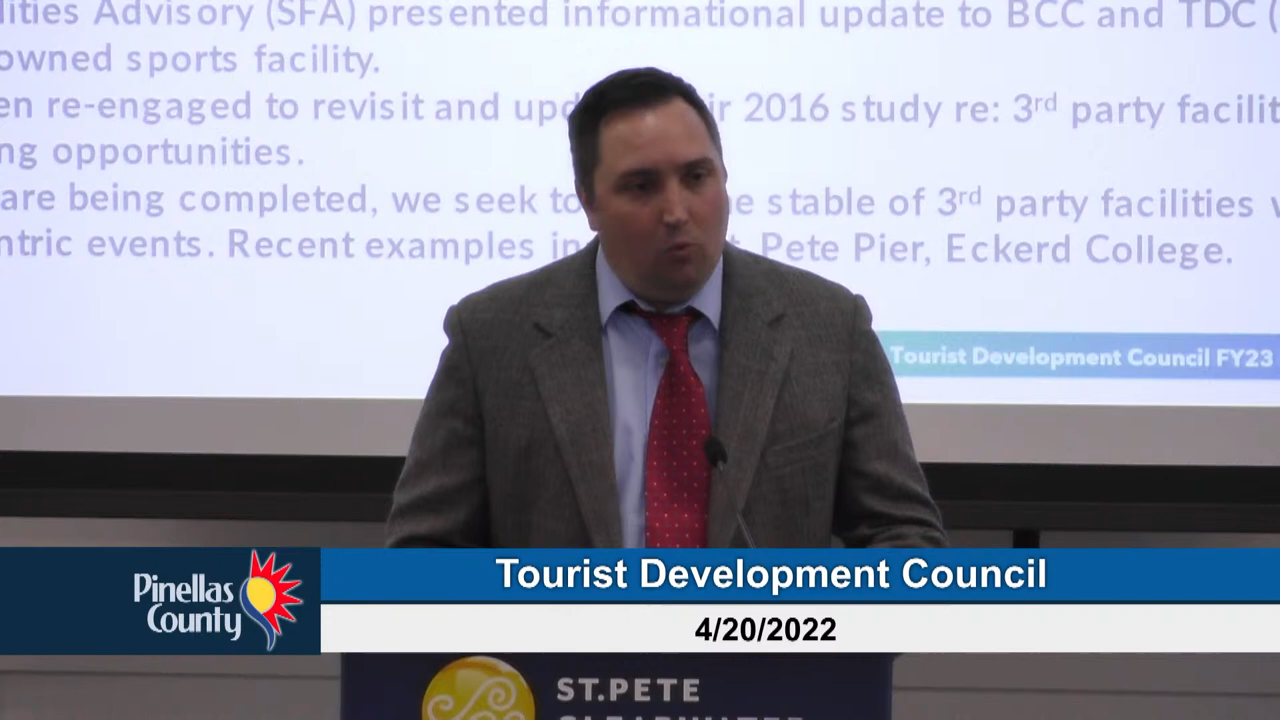 lities Advisory (SFA) presented informational update to BCC and TDC (
owned sports facility.
en re-engaged to revisit and upd ir 2016 study re: 3rd party facilit
ng opportunities.
are being completed, we seek to e stable of 3rd party facilities
ntric events. Recent examples in Pete Pier, Eckerd College.
Tourist Development Council FY23
Pinellas
County
Tourist Development Council
4/20/2022
ST.PETE
CLEARWATER